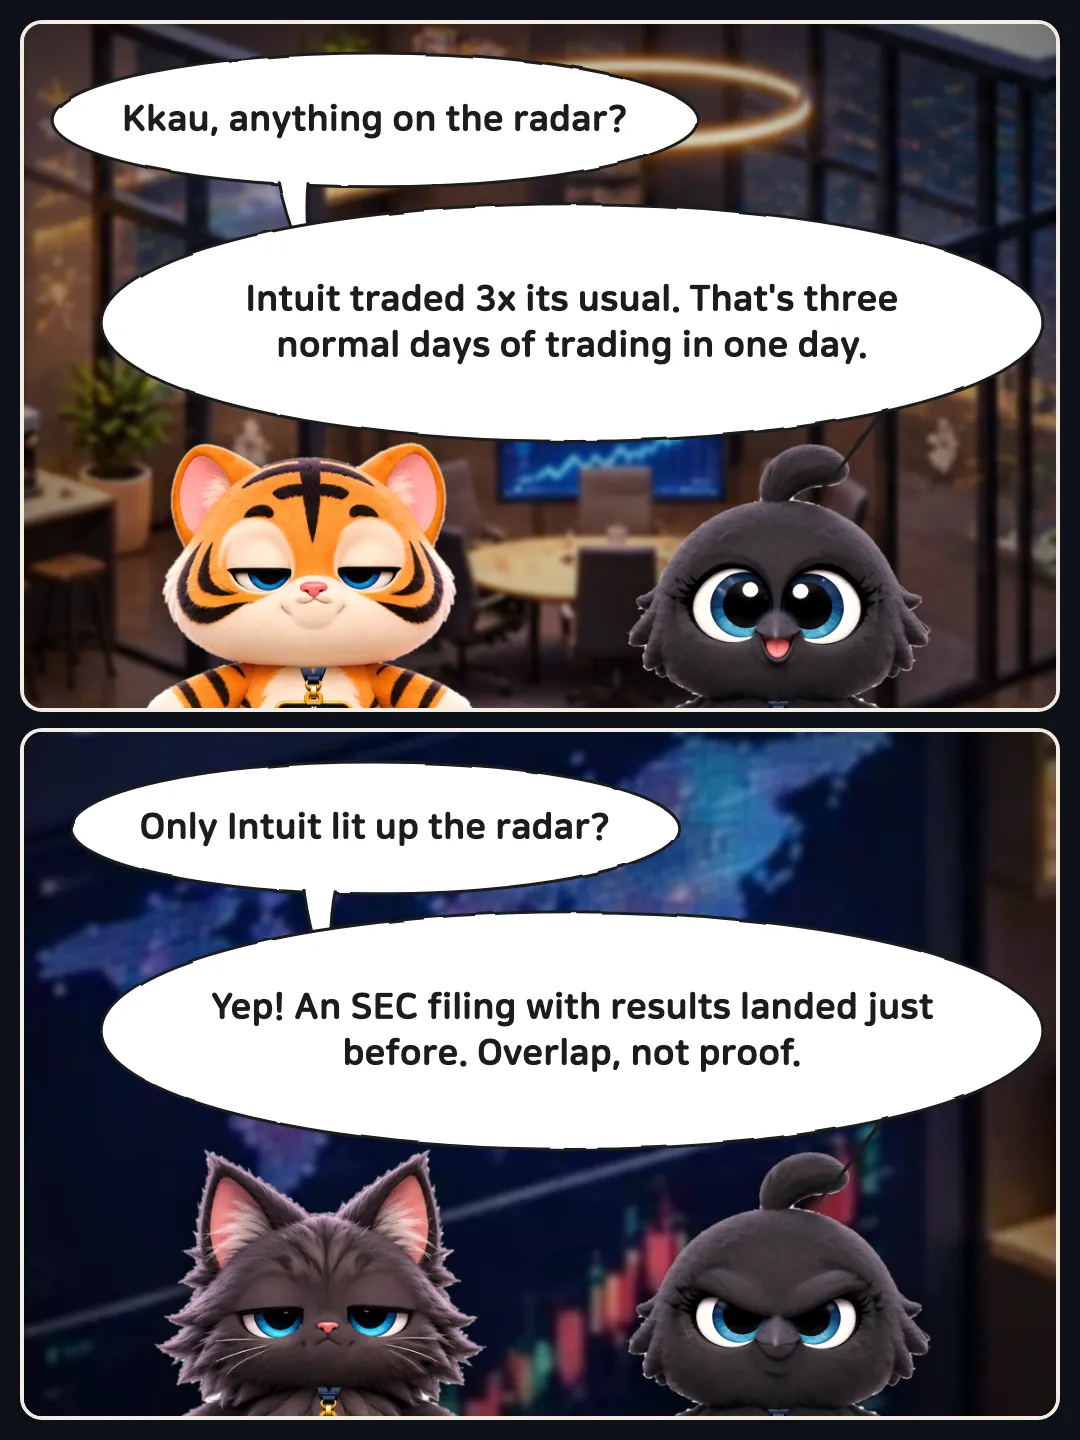 Kkau, anything on the radar?
Intuit traded 3x its usual. That's three
normal days of trading in one day.
Only Intuit lit up the radar?
Yep! An SEC filing with results landed just
before. Overlap, not proof.